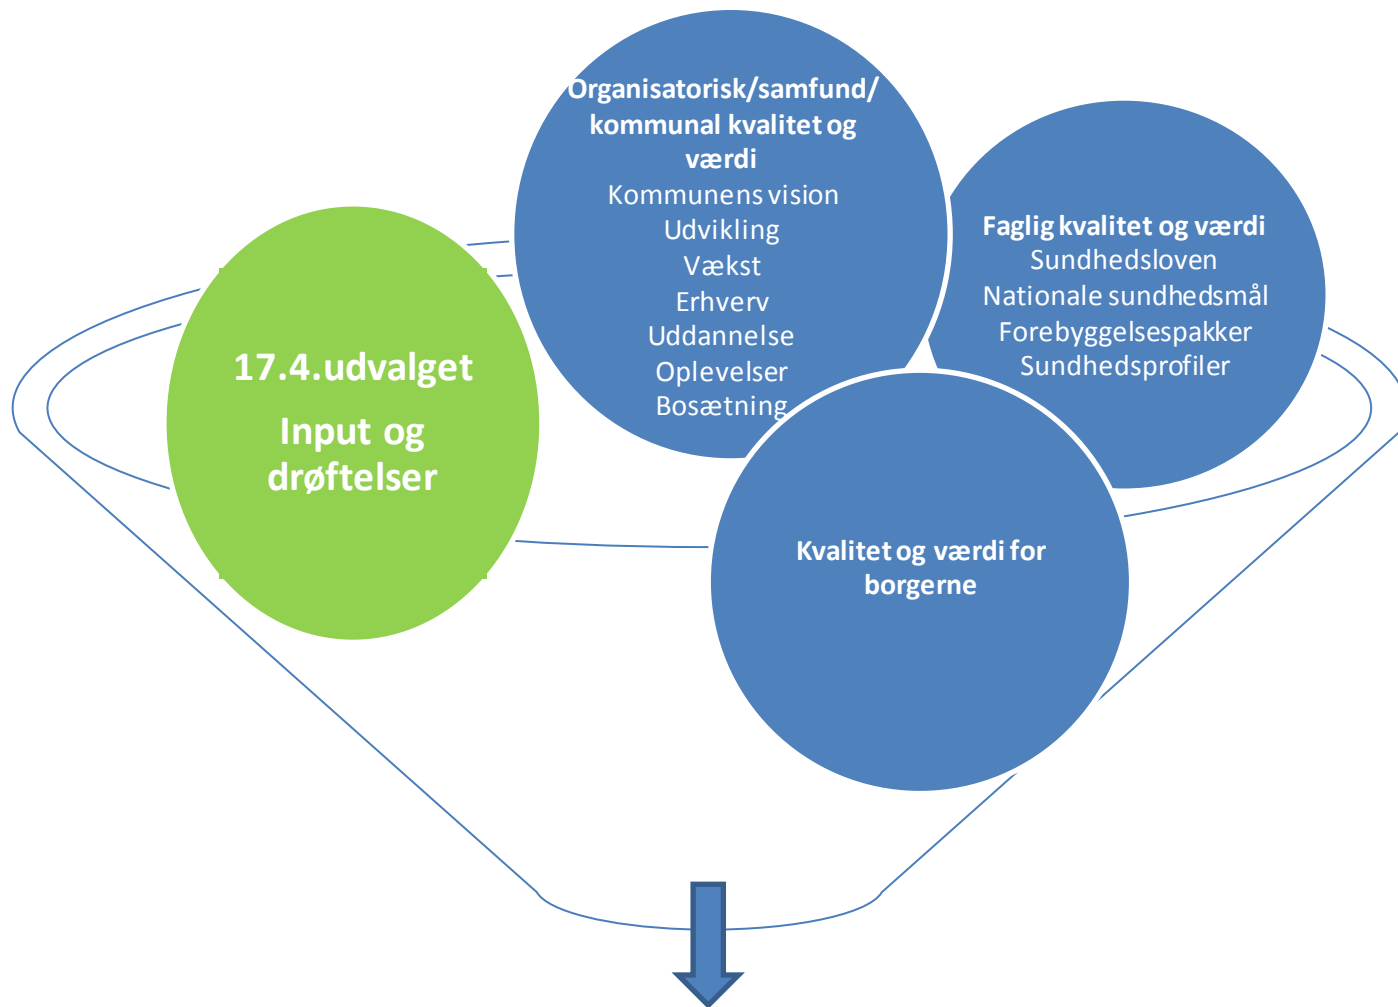 Organisatorisk/samfund/
kommunal kvalitet og
værdi
Kommunens vision
Udvikling
Vækst
Erhverv
Uddannelse
Oplevelser
Bosætning
Faglig kvalitet og værdi
Sundhedsloven
Nationale sundhedsmål
Forebyggelsespakker
Sundhedsprofiler
17.4.udvalget
Input og
drøftelser
Kvalitet og værdi for
borgerne